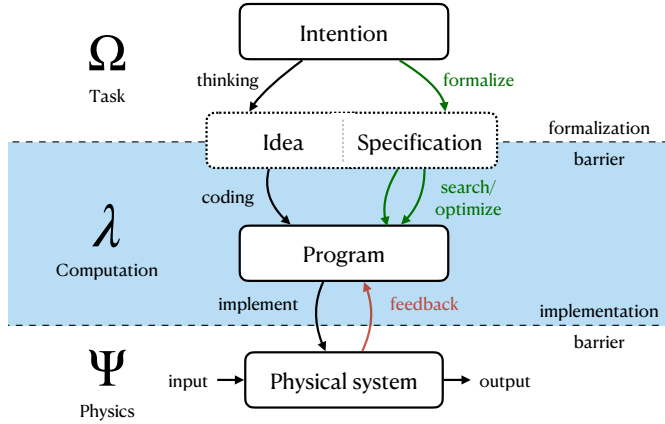 Intention
Ω
Task
thinking
formalize
Idea
Specification
formalization
barrier
coding
search/
optimize
λ
Computation
Program
implement
feedback
implementation
barrier
Ψ
Physics
input
Physical system
output